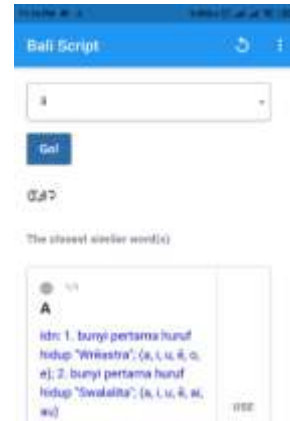 Bali Script
a
Go!
The closest similar word(s)
A
Idn: 1. bunyi pertama huruf
hidup "Wréastra"; (a, i, u, é, o,
e); 2. bunyi pertama huruf
hidup "Swalalita"; (a, i, u, é, ai,
au)
USE